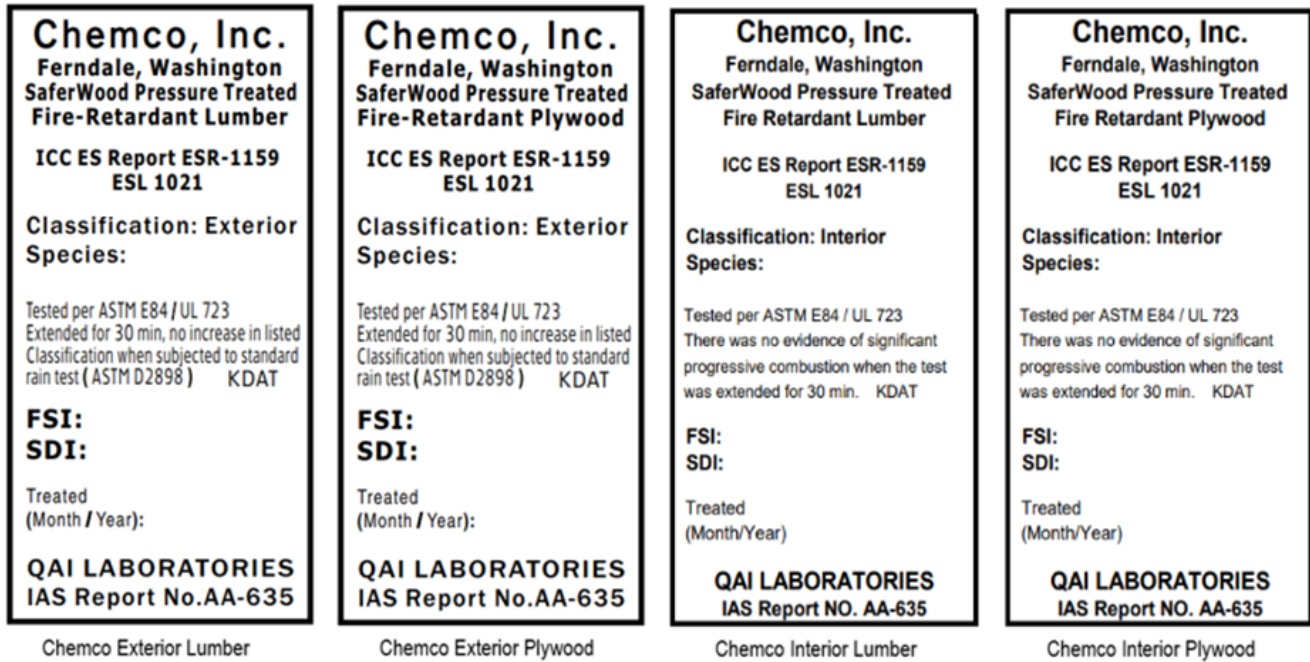 Chemco, Inc.
Ferndale, Washington
SaferWood Pressure Treated
Fire-Retardant Lumber
ICC ES Report ESR-1159
ESL 1021
Classification: Exterior
Species:
Tested per ASTM E84 / UL 723
Extended for 30 min, no increase in listed
Classification when subjected to standard
rain test ( ASTM D2898 ) KDAT
FSI:
SDI:
Treated
(Month / Year):
QAI LABORATORIES
IAS Report No.AA-635
Chemco Exterior Lumber
Chemco, Inc.
Ferndale, Washington
SaferWood Pressure Treated
Fire-Retardant Plywood
ICC ES Report ESR-1159
ESL 1021
Classification: Exterior
Species:
Tested per ASTM E84 / UL 723
Extended for 30 min, no increase in listed
Classification when subjected to standard
rain test ( ASTM D2898 ) KDAT
FSI:
SDI:
Treated
(Month / Year):
QAI LABORATORIES
IAS Report No.AA-635
Chemco Exterior Plywood
Chemco, Inc.
Ferndale, Washington
SaferWood Pressure Treated
Fire Retardant Lumber
ICC ES Report ESR-1159
ESL 1021
Classification: Interior
Species:
Tested per ASTM E84 / UL 723
There was no evidence of significant
progressive combustion when the test
was extended for 30 min. KDAT
FSI:
SDI:
Treated
(Month/Year)
QAI LABORATORIES
IAS Report NO. AA-635
Chemco Interior Lumber
Chemco, Inc.
Ferndale, Washington
SaferWood Pressure Treated
Fire Retardant Plywood
ICC ES Report ESR-1159
ESL 1021
Classification: Interior
Species:
Tested per ASTM E84 / UL 723
There was no evidence of significant
progressive combustion when the test
was extended for 30 min. KDAT
FSI:
SDI:
Treated
(Month/Year)
QAI LABORATORIES
IAS Report NO. AA-635
Chemco Interior Plywood